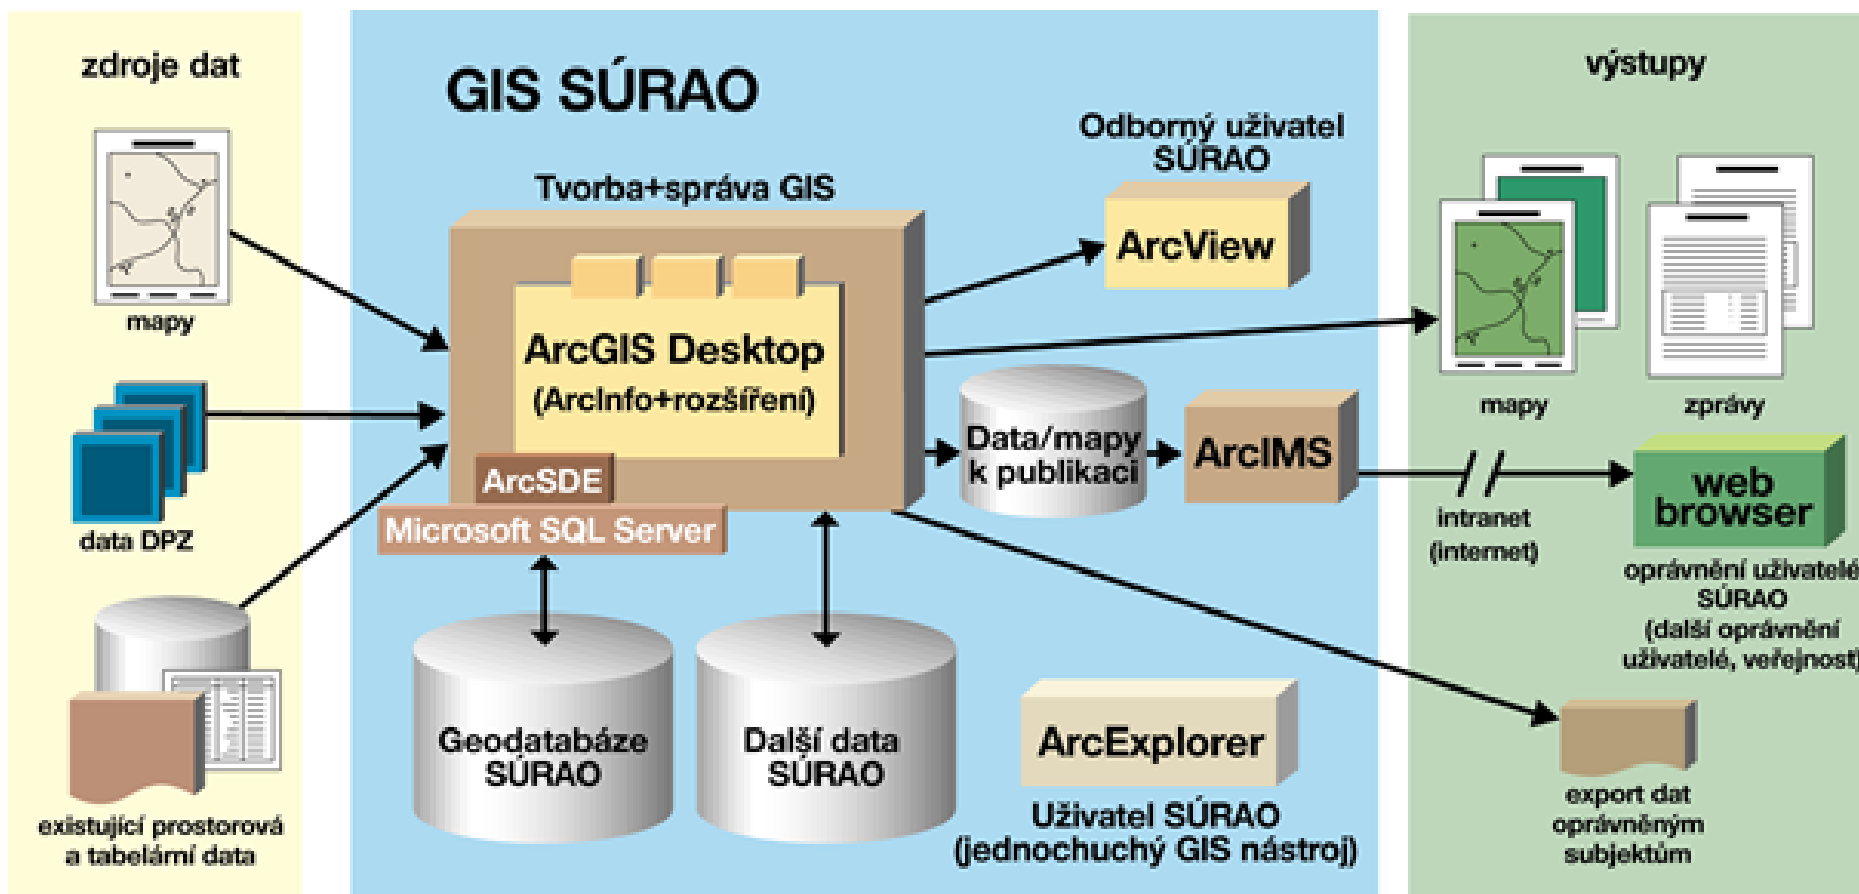 zdroje dat
mapy
data DPZ
existující prostorová
a tabelární data
GIS SÚRAO
Tvorba+správa GIS
ArcGIS Desktop
(ArcInfo+rozšíření)
ArcSDE
Microsoft SQL Server
Geodatabáze
SÚRAO
Další data
SÚRAO
Odborný uživatel
SÚRAO
ArcView
Data/mapy
k publikaci
ArcIMS
ArcExplorer
Uživatel SÚRAO
(jednochuchý GIS nástroj)
výstupy
mapy
zprávy
intranet
(internet)
web
browser
oprávnění uživatelé
SÚRAO
(další oprávnění
uživatelé, veřejnost)
export dat
oprávněným
subjektům